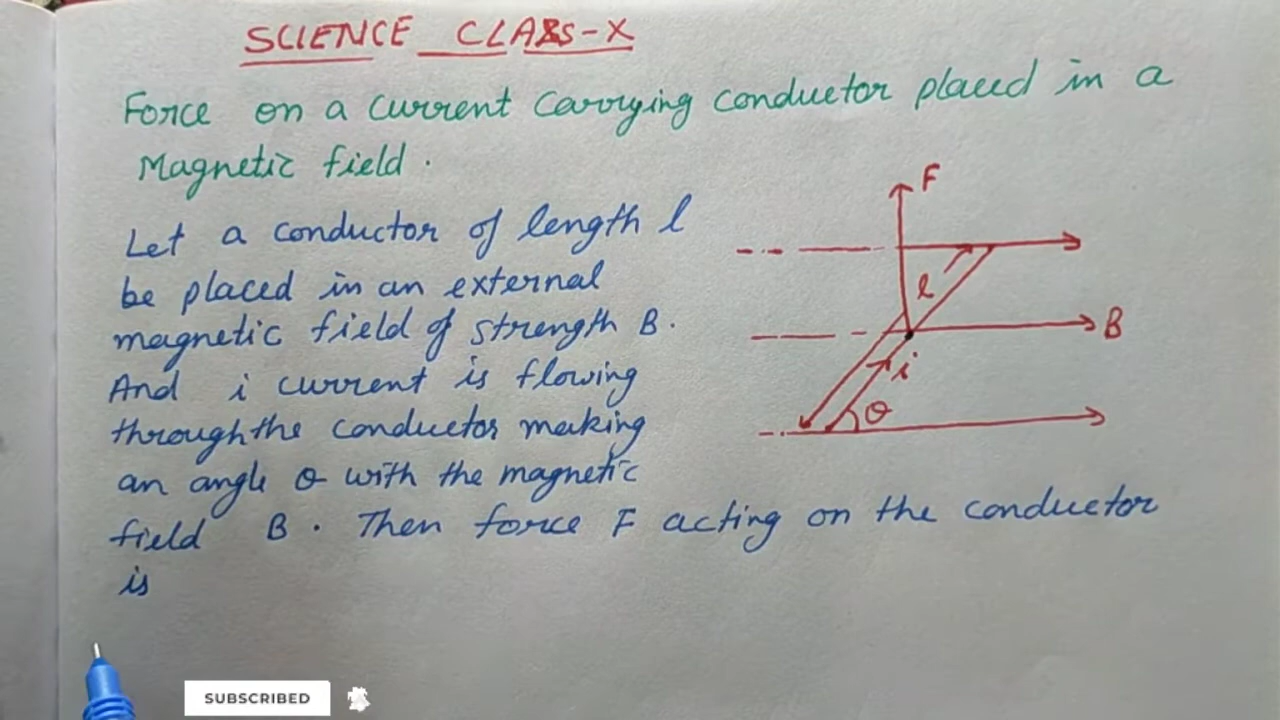 SCIENCE CLASS-X
Force on a current carrying conductor placed in a
Magnetic field.
Let a conductor of length l
be placed in an external
magnetic field of strength B.
And i current is flowing
through the conductor making
an angle θ with the magnetic
field B. Then force F acting on the conductor
is
F
l
B
i
θ
SUBSCRIBED